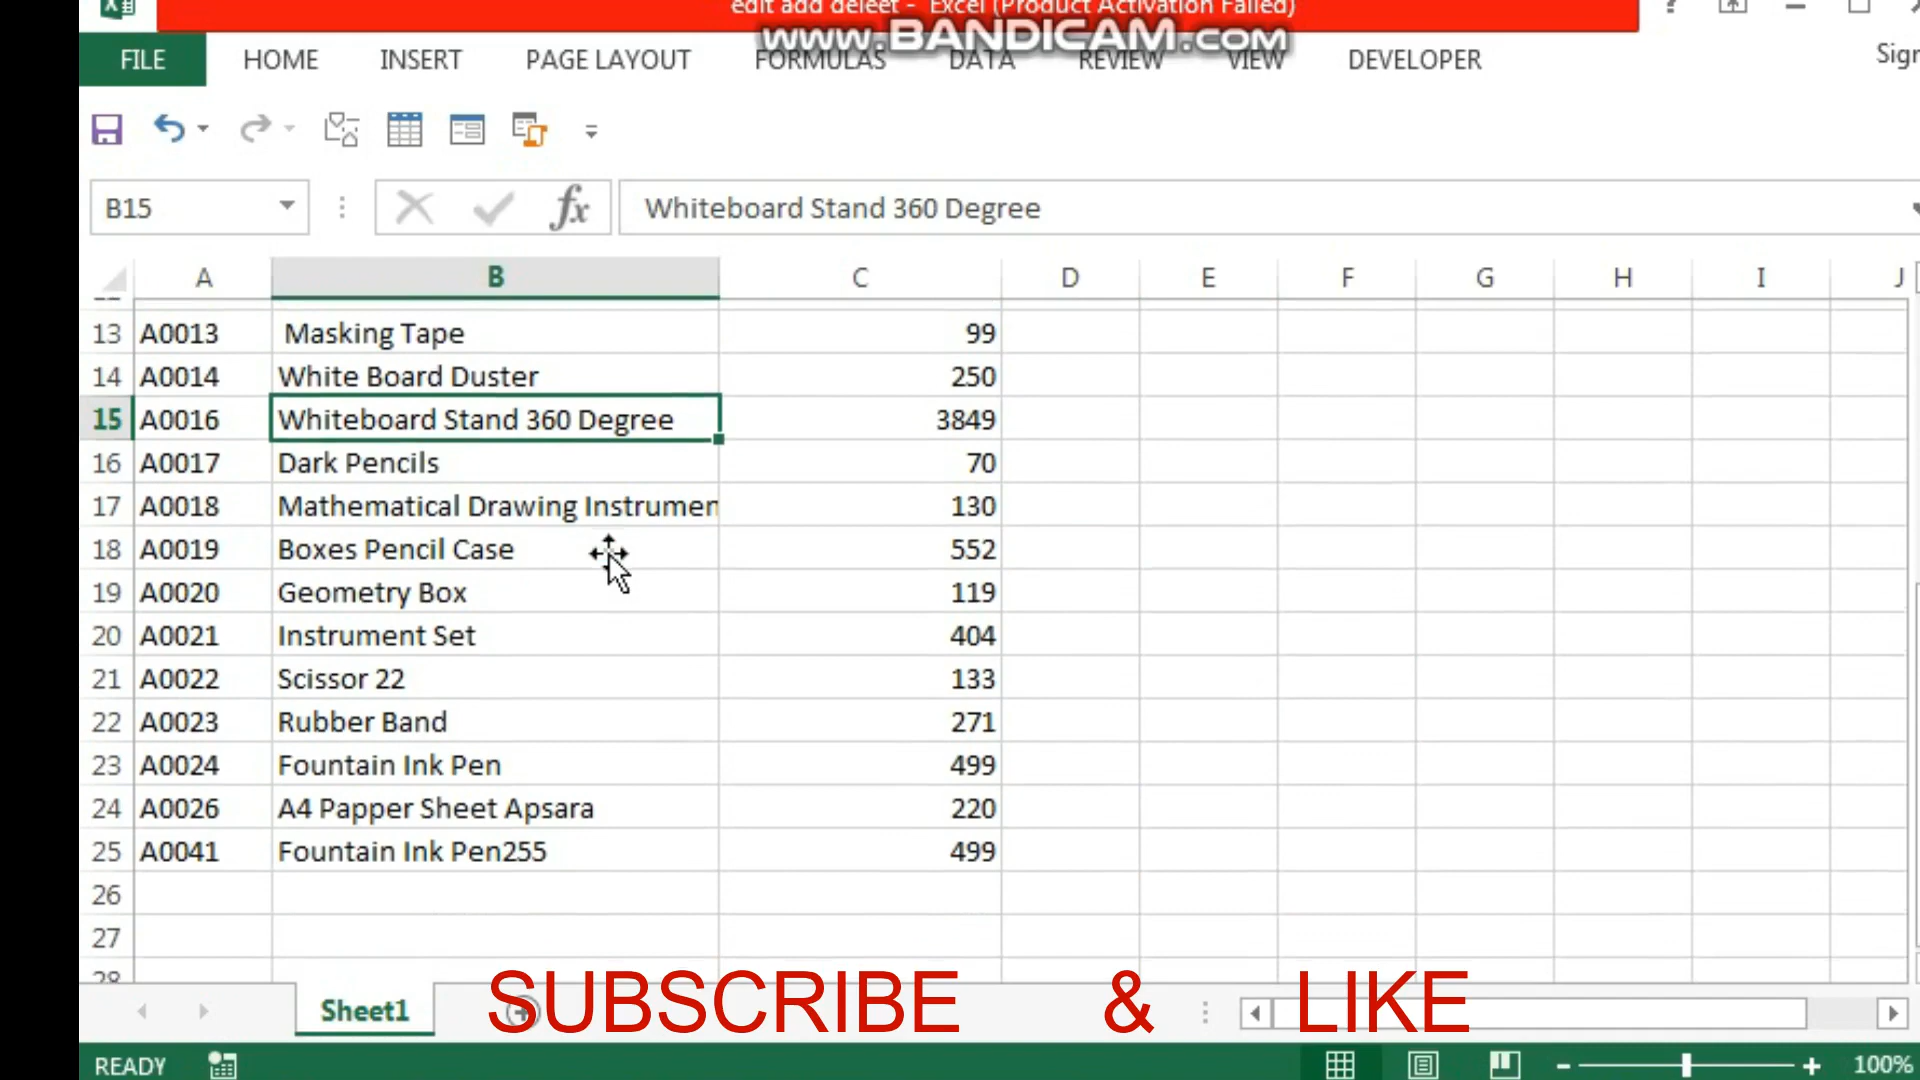 edit add deleet - Excel (Product Activation Failed)
www.BANDICAM.com
FILE HOME INSERT PAGE LAYOUT FORMULAS DATA REVIEW VIEW DEVELOPER Sign
B15 fx Whiteboard Stand 360 Degree
A B C D E F G H I J
13 A0013 Masking Tape 99
14 A0014 White Board Duster 250
15 A0016 Whiteboard Stand 360 Degree 3849
16 A0017 Dark Pencils 70
17 A0018 Mathematical Drawing Instrumen 130
18 A0019 Boxes Pencil Case 552
19 A0020 Geometry Box 119
20 A0021 Instrument Set 404
21 A0022 Scissor 22 133
22 A0023 Rubber Band 271
23 A0024 Fountain Ink Pen 499
24 A0026 A4 Papper Sheet Apsara 220
25 A0041 Fountain Ink Pen255 499
26
27
28
Sheet1 SUBSCRIBE & LIKE
READY 100%